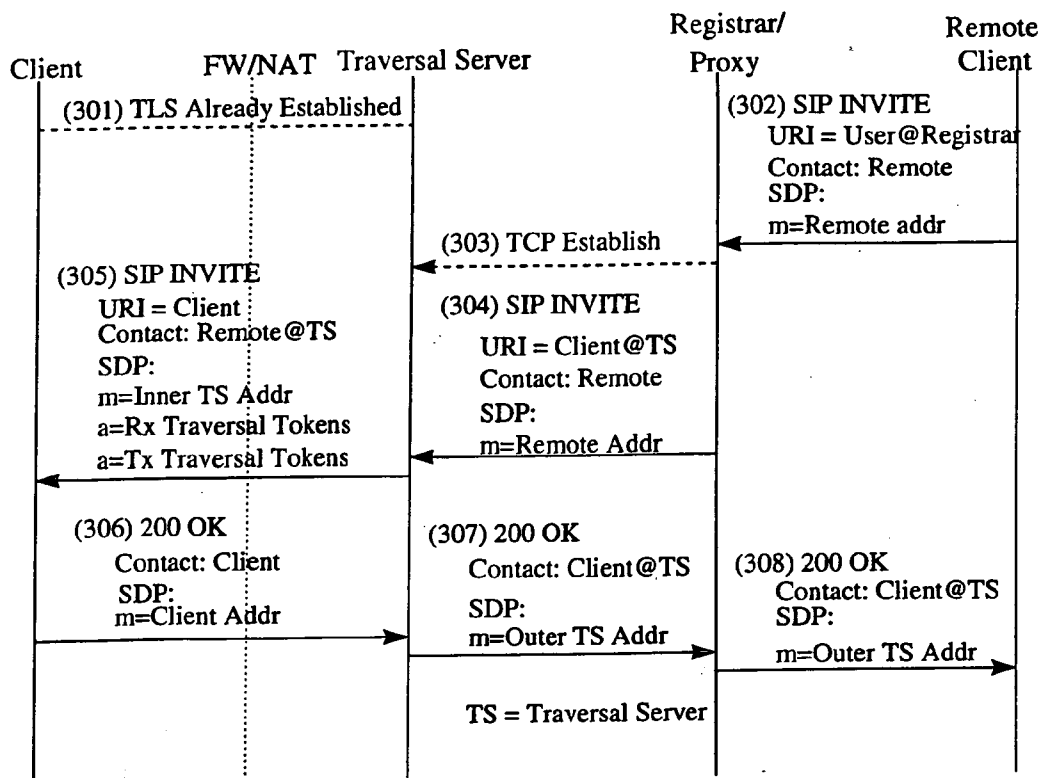 Client
FW/NAT
Traversal Server
Registrar/
Proxy
Remote
Client
(301) TLS Already Established
(302) SIP INVITE
URI = User@Registrar
Contact: Remote
SDP:
m=Remote addr
(303) TCP Establish
(304) SIP INVITE
URI = Client@TS
Contact: Remote
SDP:
m=Remote Addr
(305) SIP INVITE
URI = Client
Contact: Remote@TS
SDP:
m=Inner TS Addr
a=Rx Traversal Tokens
a=Tx Traversal Tokens
(306) 200 OK
Contact: Client
SDP:
m=Client Addr
(307) 200 OK
Contact: Client@TS
SDP:
m=Outer TS Addr
(308) 200 OK
Contact: Client@TS
SDP:
m=Outer TS Addr
TS = Traversal Server